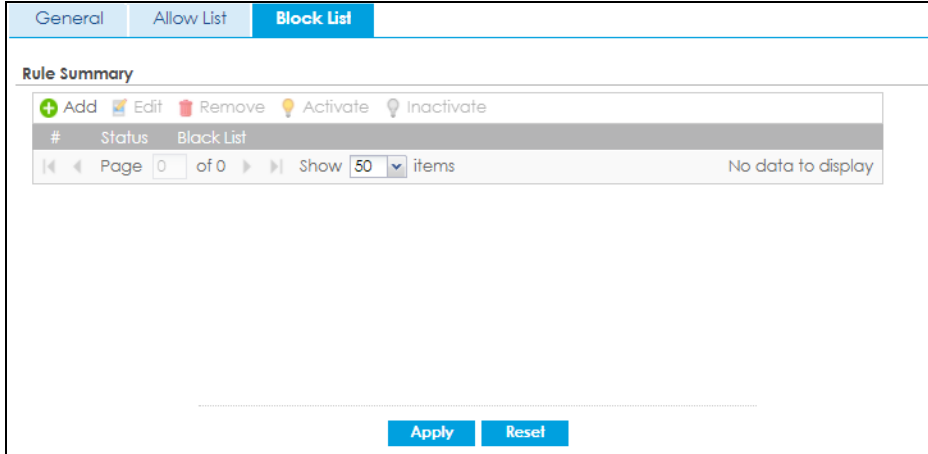 General Allow List Block List
Rule Summary
Add Edit Remove Activate Inactivate
# Status Black List
Page 0 of 0 Show 50 items No data to display
Apply Reset